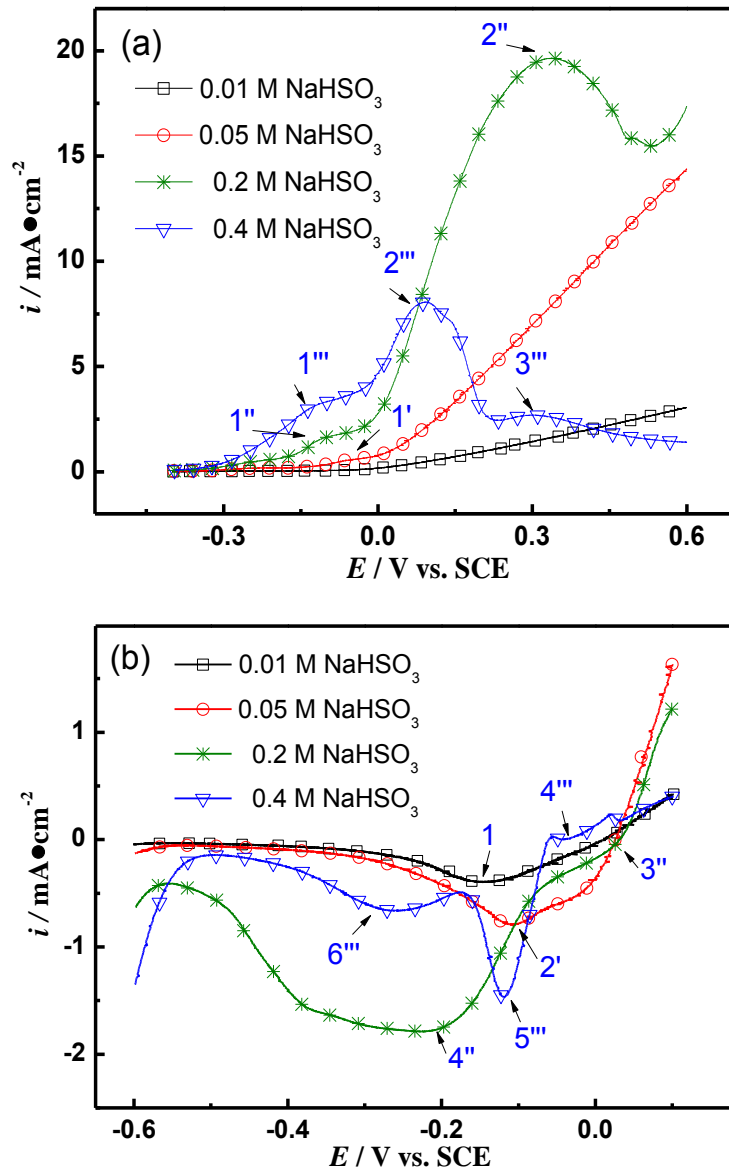 (a)
20
15
10
5
0
i / mA●cm⁻²
0.01 M NaHSO₃
0.05 M NaHSO₃
0.2 M NaHSO₃
0.4 M NaHSO₃
2''
2'''
1'''
3'''
1''
1'
-0.3 0.0 0.3 0.6
E / V vs. SCE
(b)
1
0
-1
-2
i / mA●cm⁻²
0.01 M NaHSO₃
0.05 M NaHSO₃
0.2 M NaHSO₃
0.4 M NaHSO₃
4'''
1
3''
6'''
2'
4''
5'''
-0.6 -0.4 -0.2 0.0
E / V vs. SCE